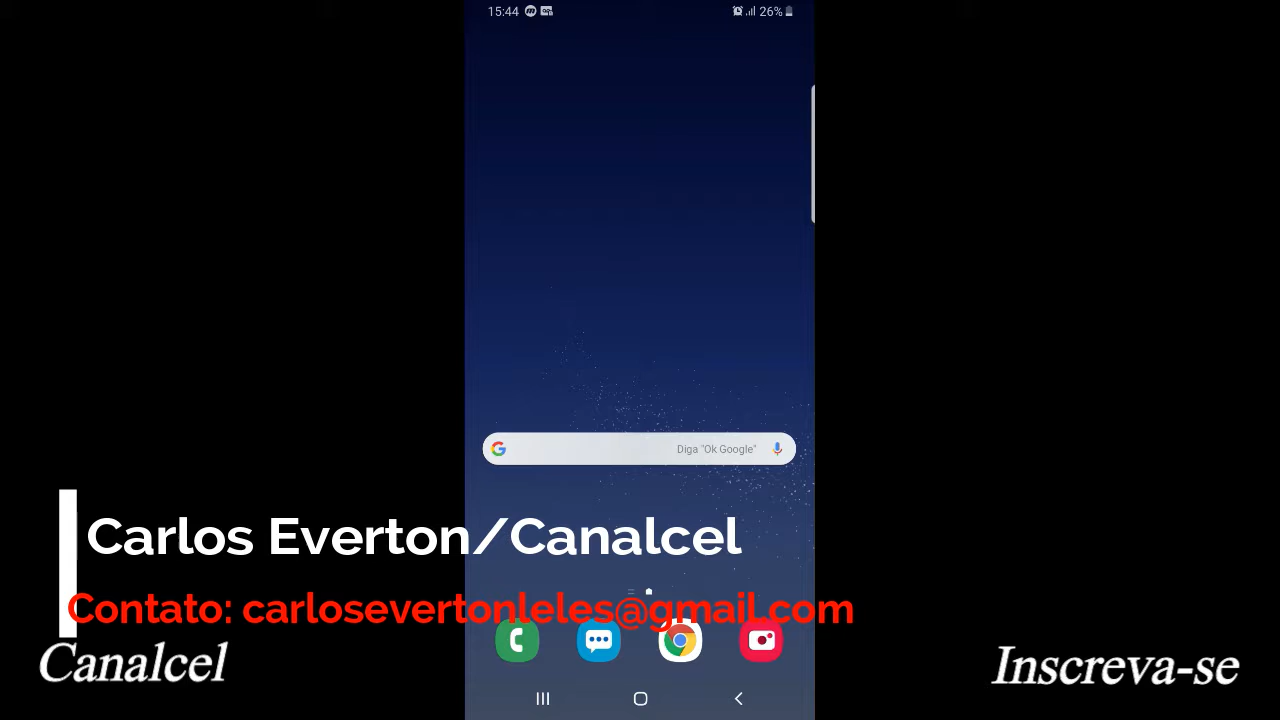 15:44
26%
Diga "Ok Google"
Carlos Everton/Canalcel
Contato: carlosevertonleles@gmail.com
Canalcel
Inscreva-se